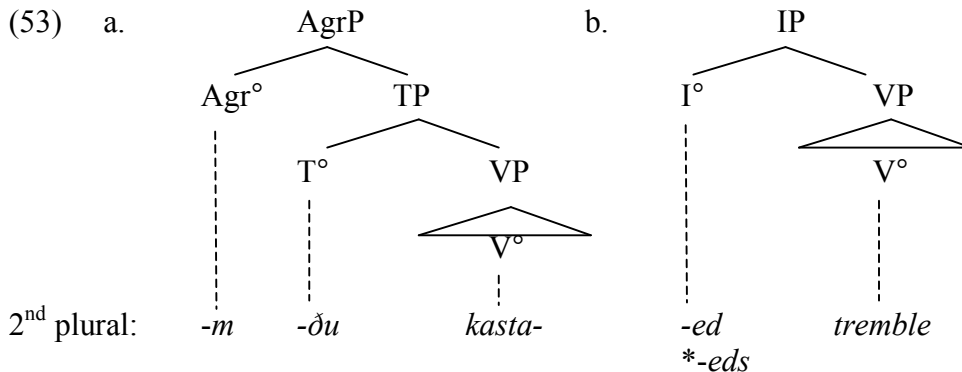 (53) a. AgrP b. IP
Agr° TP I° VP
T° VP V°
V°
2nd plural: -m -ðu kasta- -ed tremble
*-eds